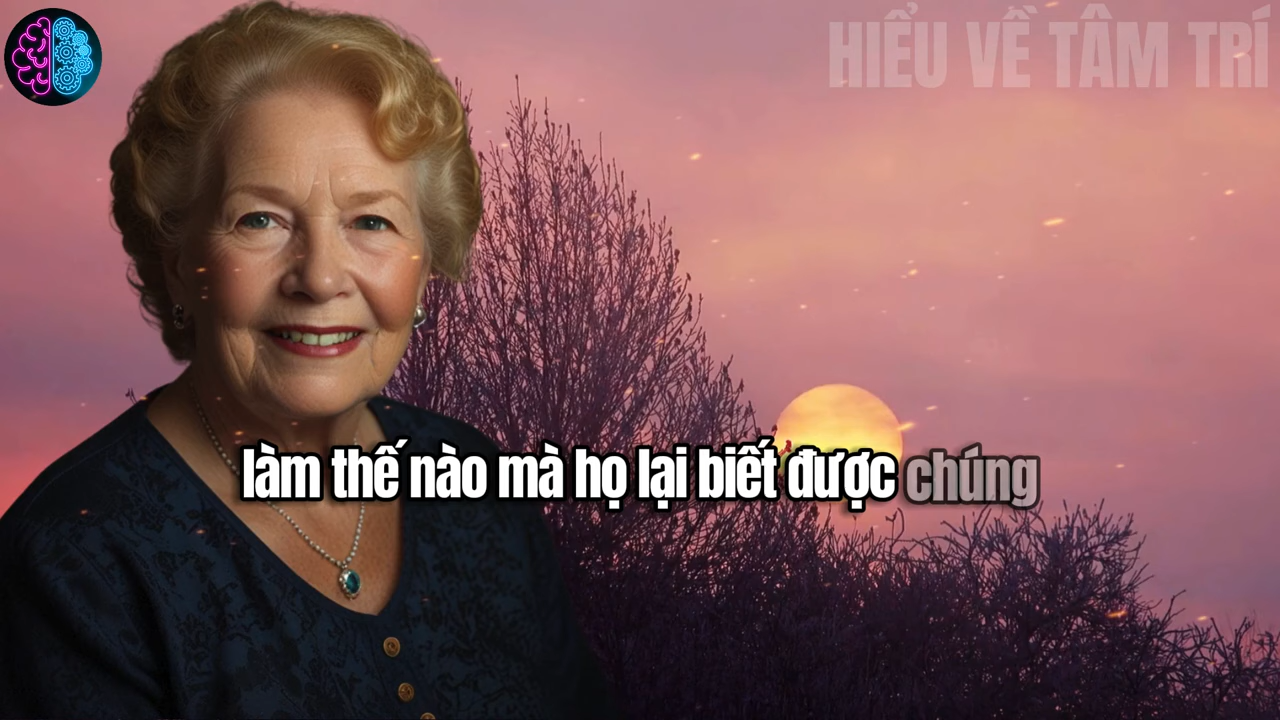 HIỂU VỀ TÂM TRÍ
làm thế nào mà họ lại biết được chúng